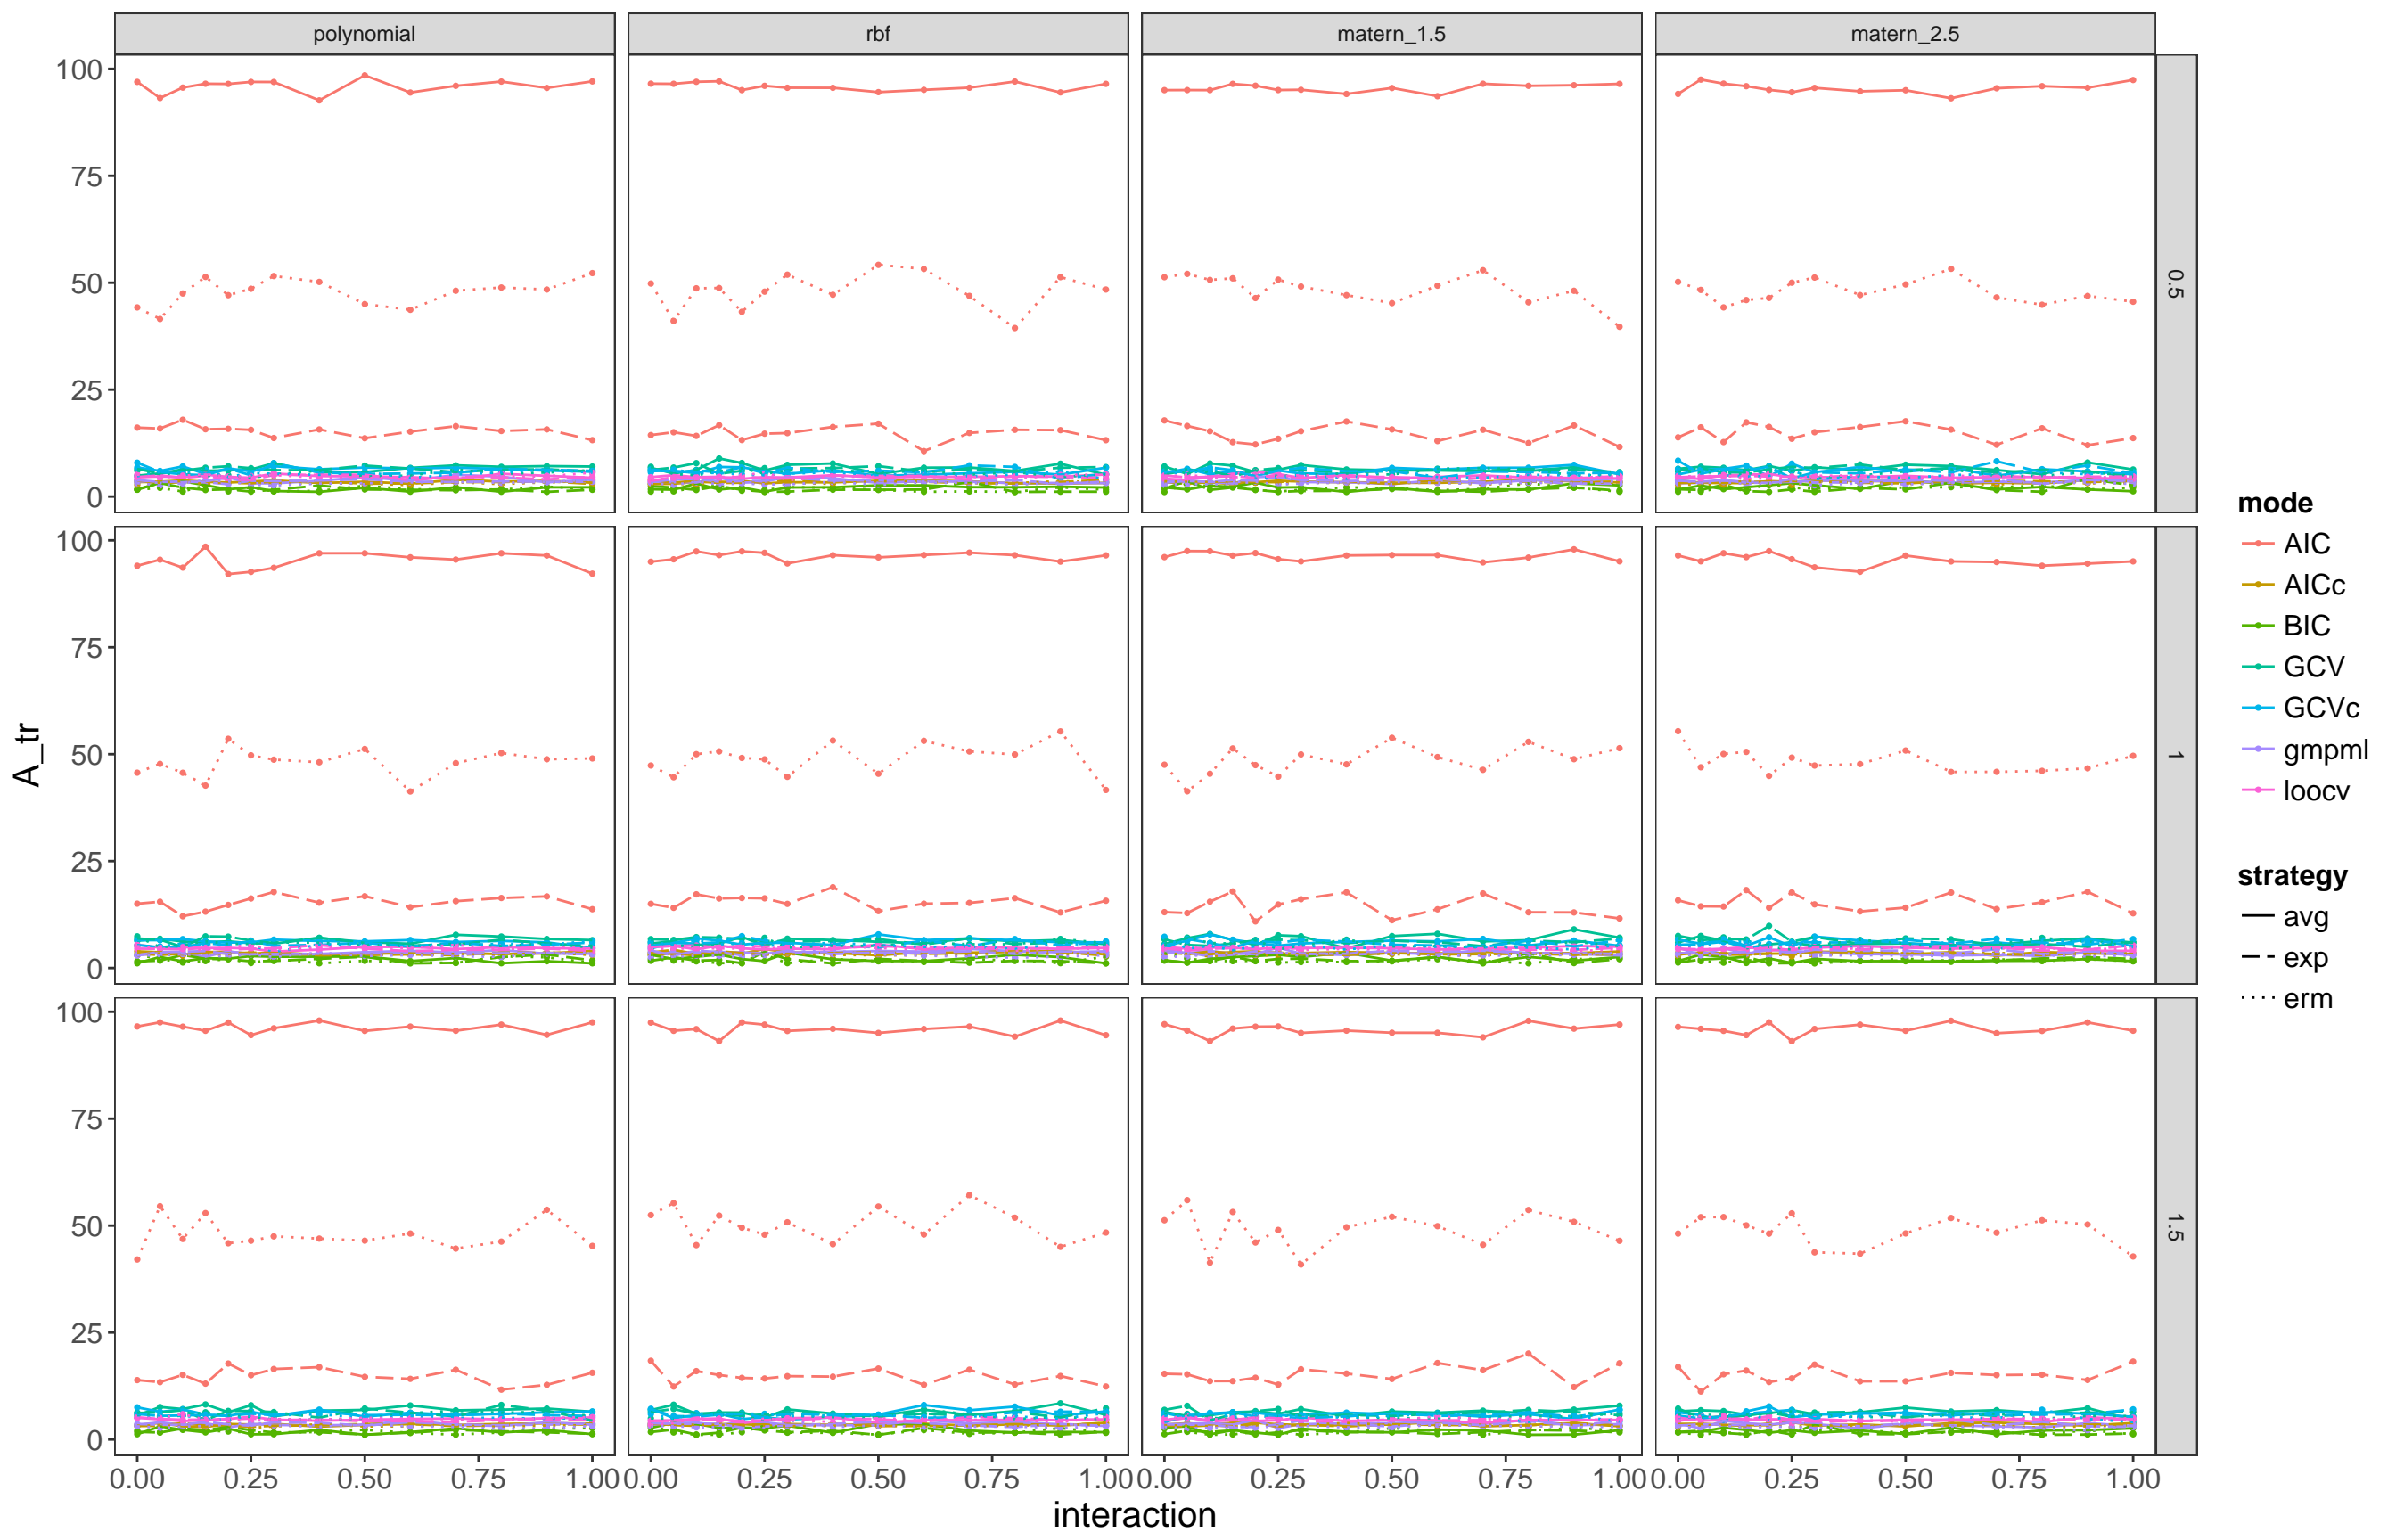 polynomial rbf matern_1.5 matern_2.5
100
75
50
25
0
0.5
100
75
50
25
0
1
100
75
50
25
0
1.5
0.00 0.25 0.50 0.75 1.00 0.00 0.25 0.50 0.75 1.00 0.00 0.25 0.50 0.75 1.00 0.00 0.25 0.50 0.75 1.00
interaction
A_tr
mode
AIC
AICc
BIC
GCV
GCVc
gmpml
loocv
strategy
avg
exp
erm